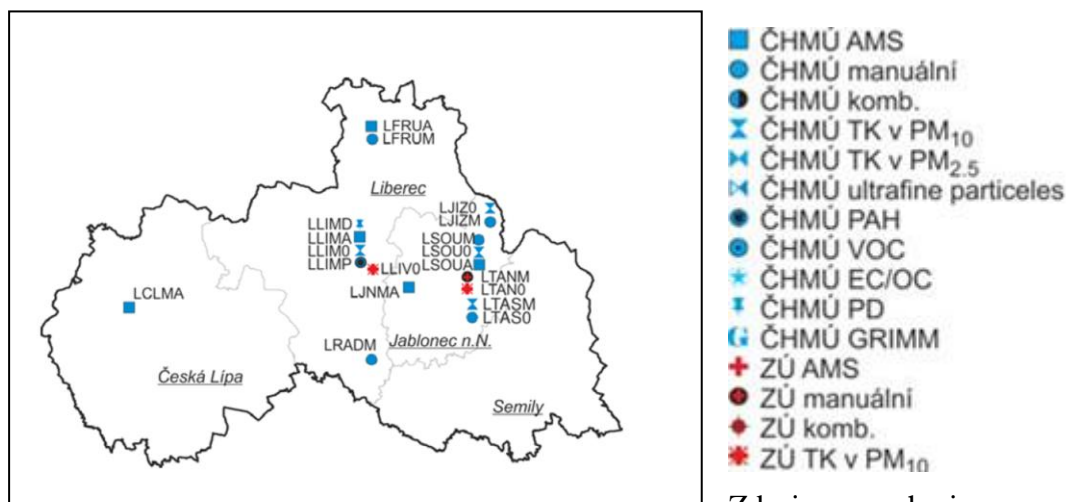 LFRUA
LFRUM
Liberec
LJIZ0
LJIZM
LLIMD
LLIMA
LLIM0
LLIMP
LSOUM
LSOU0
LSOUA
LLIV0
LTANM
LTAN0
LJNMA
LCLMA
LTASM
LTAS0
LRADM
Jablonec n.N.
Česká Lípa
Semily
ČHMÚ AMS
ČHMÚ manuální
ČHMÚ komb.
ČHMÚ TK v PM10
ČHMÚ TK v PM2.5
ČHMÚ ultrafine particeles
ČHMÚ PAH
ČHMÚ VOC
ČHMÚ EC/OC
ČHMÚ PD
ČHMÚ GRIMM
ZÚ AMS
ZÚ manuální
ZÚ komb.
ZÚ TK v PM10